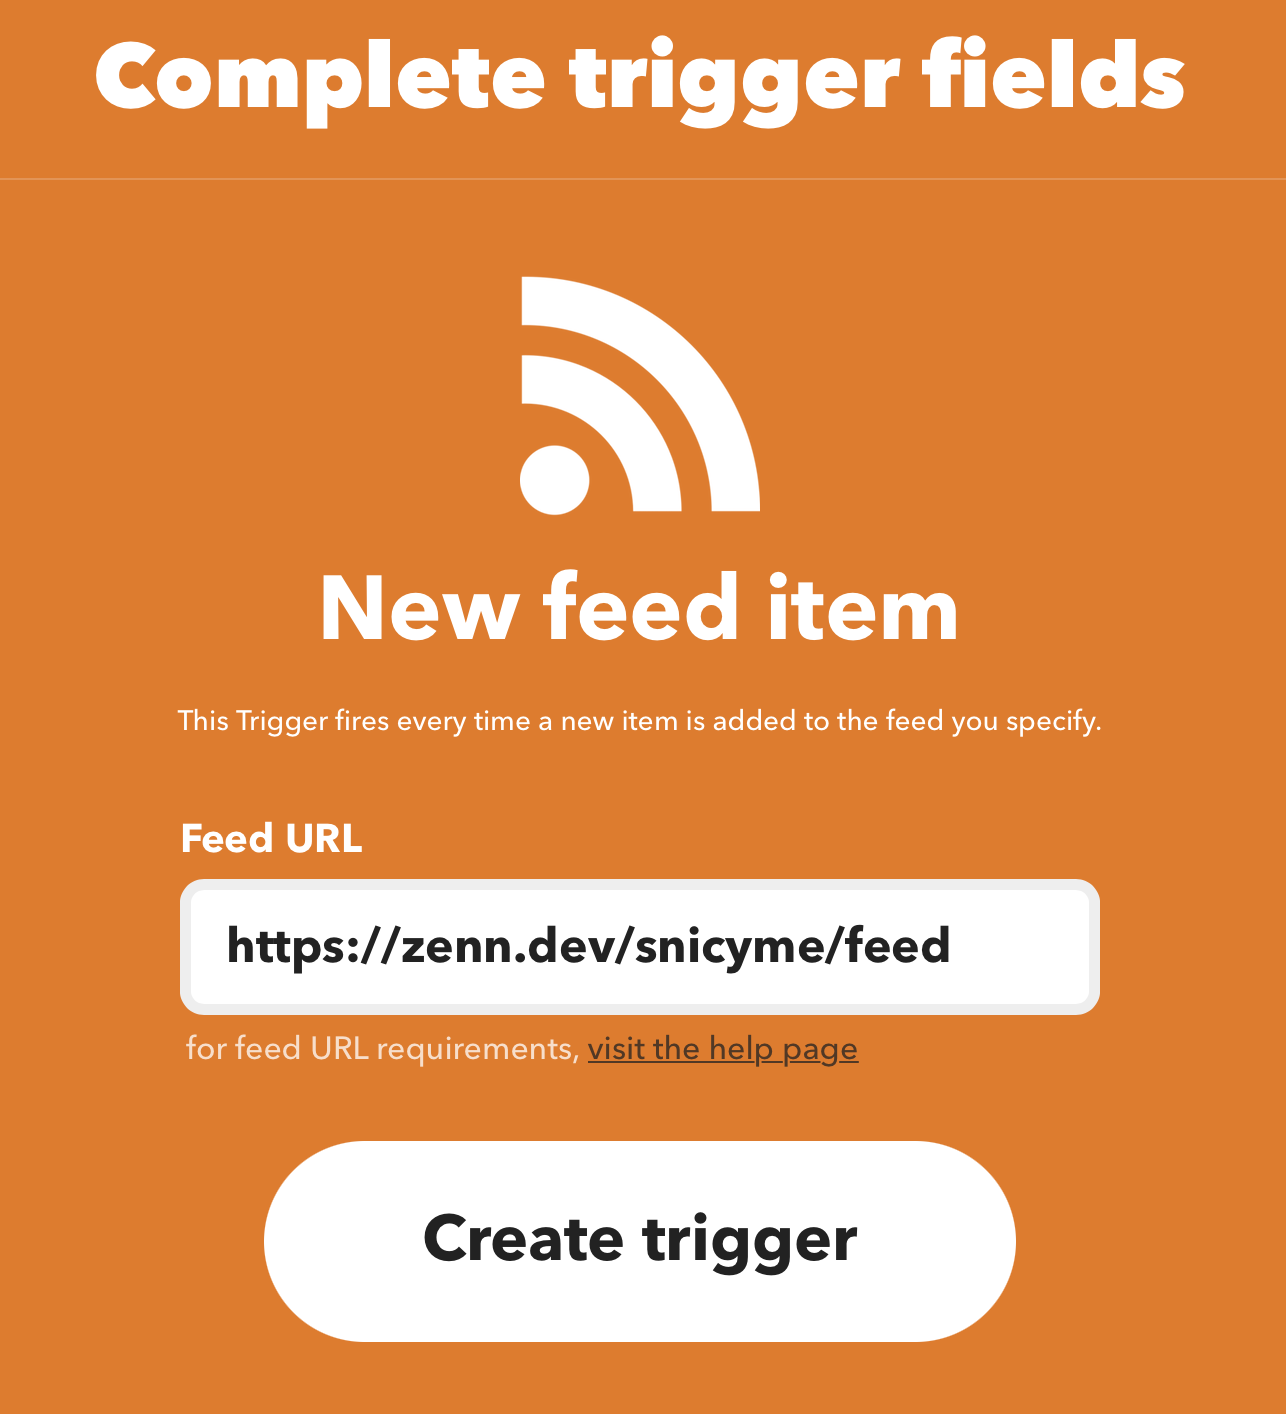 Complete trigger fields
New feed item
This Trigger fires every time a new item is added to the feed you specify.
Feed URL
https://zenn.dev/snicyme/feed
for feed URL requirements, visit the help page
Create trigger